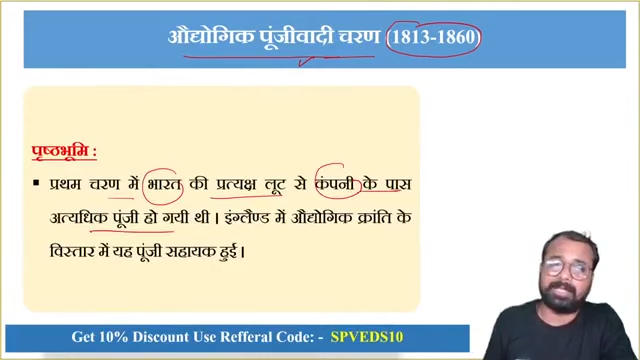 औद्योगिक पूंजीवादी चरण (1813-1860)
पृष्ठभूमि :
▪ प्रथम चरण में भारत की प्रत्यक्ष लूट से कंपनी के पास
अत्यधिक पूंजी हो गयी थी । इंग्लैण्ड में औद्योगिक क्रांति के
विस्तार में यह पूंजी सहायक हुई ।
Get 10% Discount Use Refferal Code: - SPVEDS10